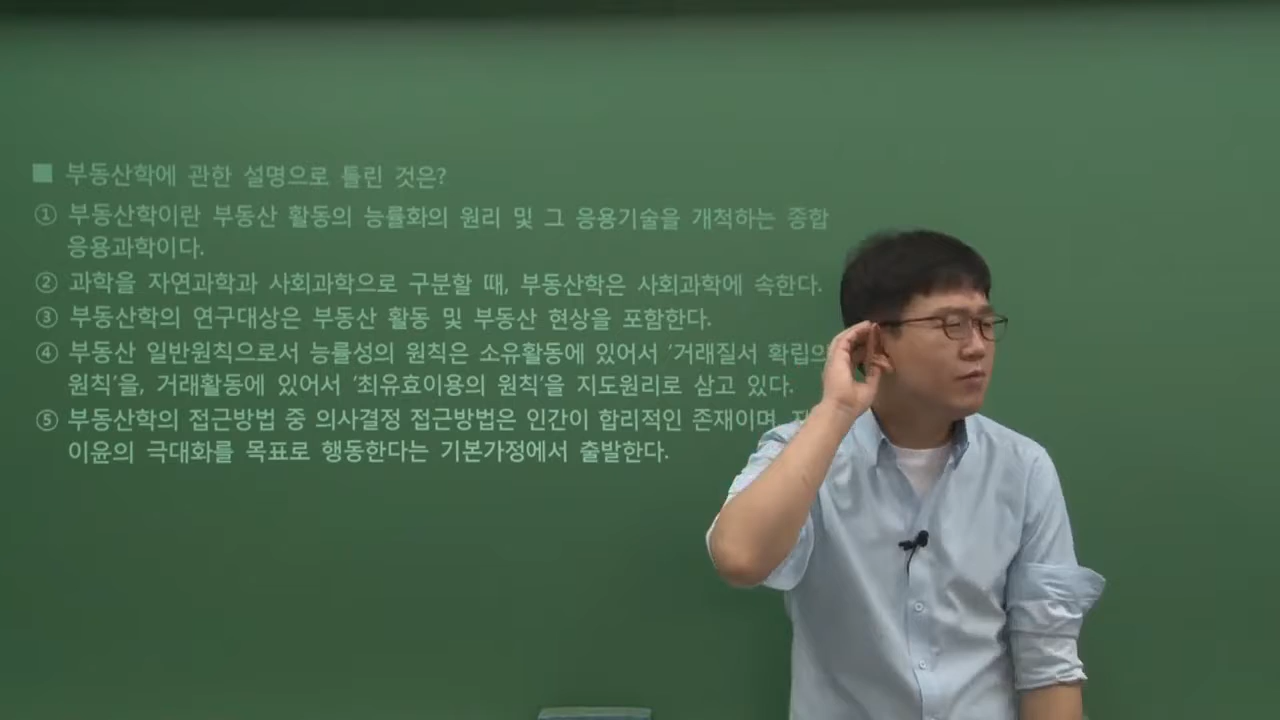 ■ 부동산학에 관한 설명으로 틀린 것은?
① 부동산학이란 부동산 활동의 능률화의 원리 및 그 응용기술을 개척하는 종합
응용과학이다.
② 과학을 자연과학과 사회과학으로 구분할 때, 부동산학은 사회과학에 속한다.
③ 부동산학의 연구대상은 부동산 활동 및 부동산 현상을 포함한다.
④ 부동산 일반원칙으로서 능률성의 원칙은 소유활동에 있어서 ‘거래질서 확립의
원칙’을, 거래활동에 있어서 ‘최유효이용의 원칙’을 지도원리로 삼고 있다.
⑤ 부동산학의 접근방법 중 의사결정 접근방법은 인간이 합리적인 존재이며,
이윤의 극대화를 목표로 행동한다는 기본가정에서 출발한다.